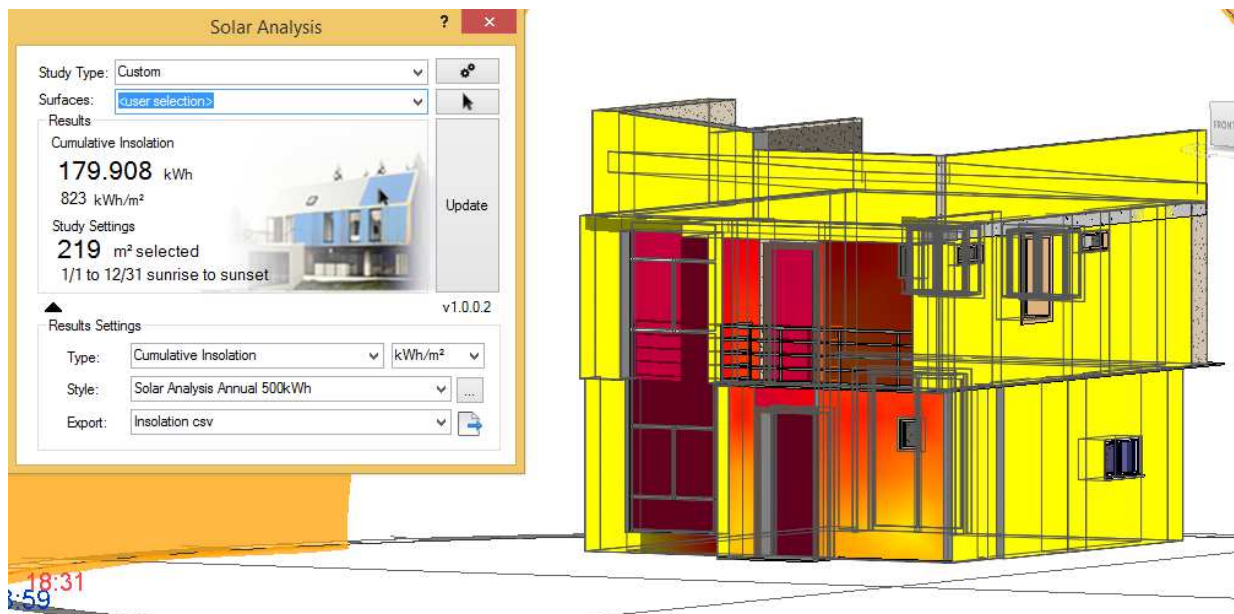 Solar Analysis
?
Study Type: Custom
Surfaces: <user selection>
Results
Cumulative Insolation
179.908 kWh
823 kWh/m²
Study Settings
219 m² selected
1/1 to 12/31 sunrise to sunset
Update
v1.0.0.2
Results Settings
Type: Cumulative Insolation kWh/m²
Style: Solar Analysis Annual 500kWh ...
Export: Insolation csv
FRONT
18:31
:59